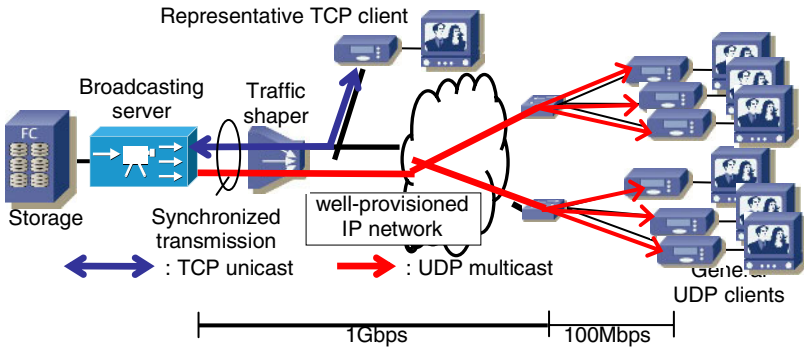 Representative TCP client
Broadcasting
server
Traffic
shaper
FC
Storage
Synchronized
transmission
well-provisioned
IP network
: TCP unicast
: UDP multicast
General
UDP clients
1Gbps
100Mbps